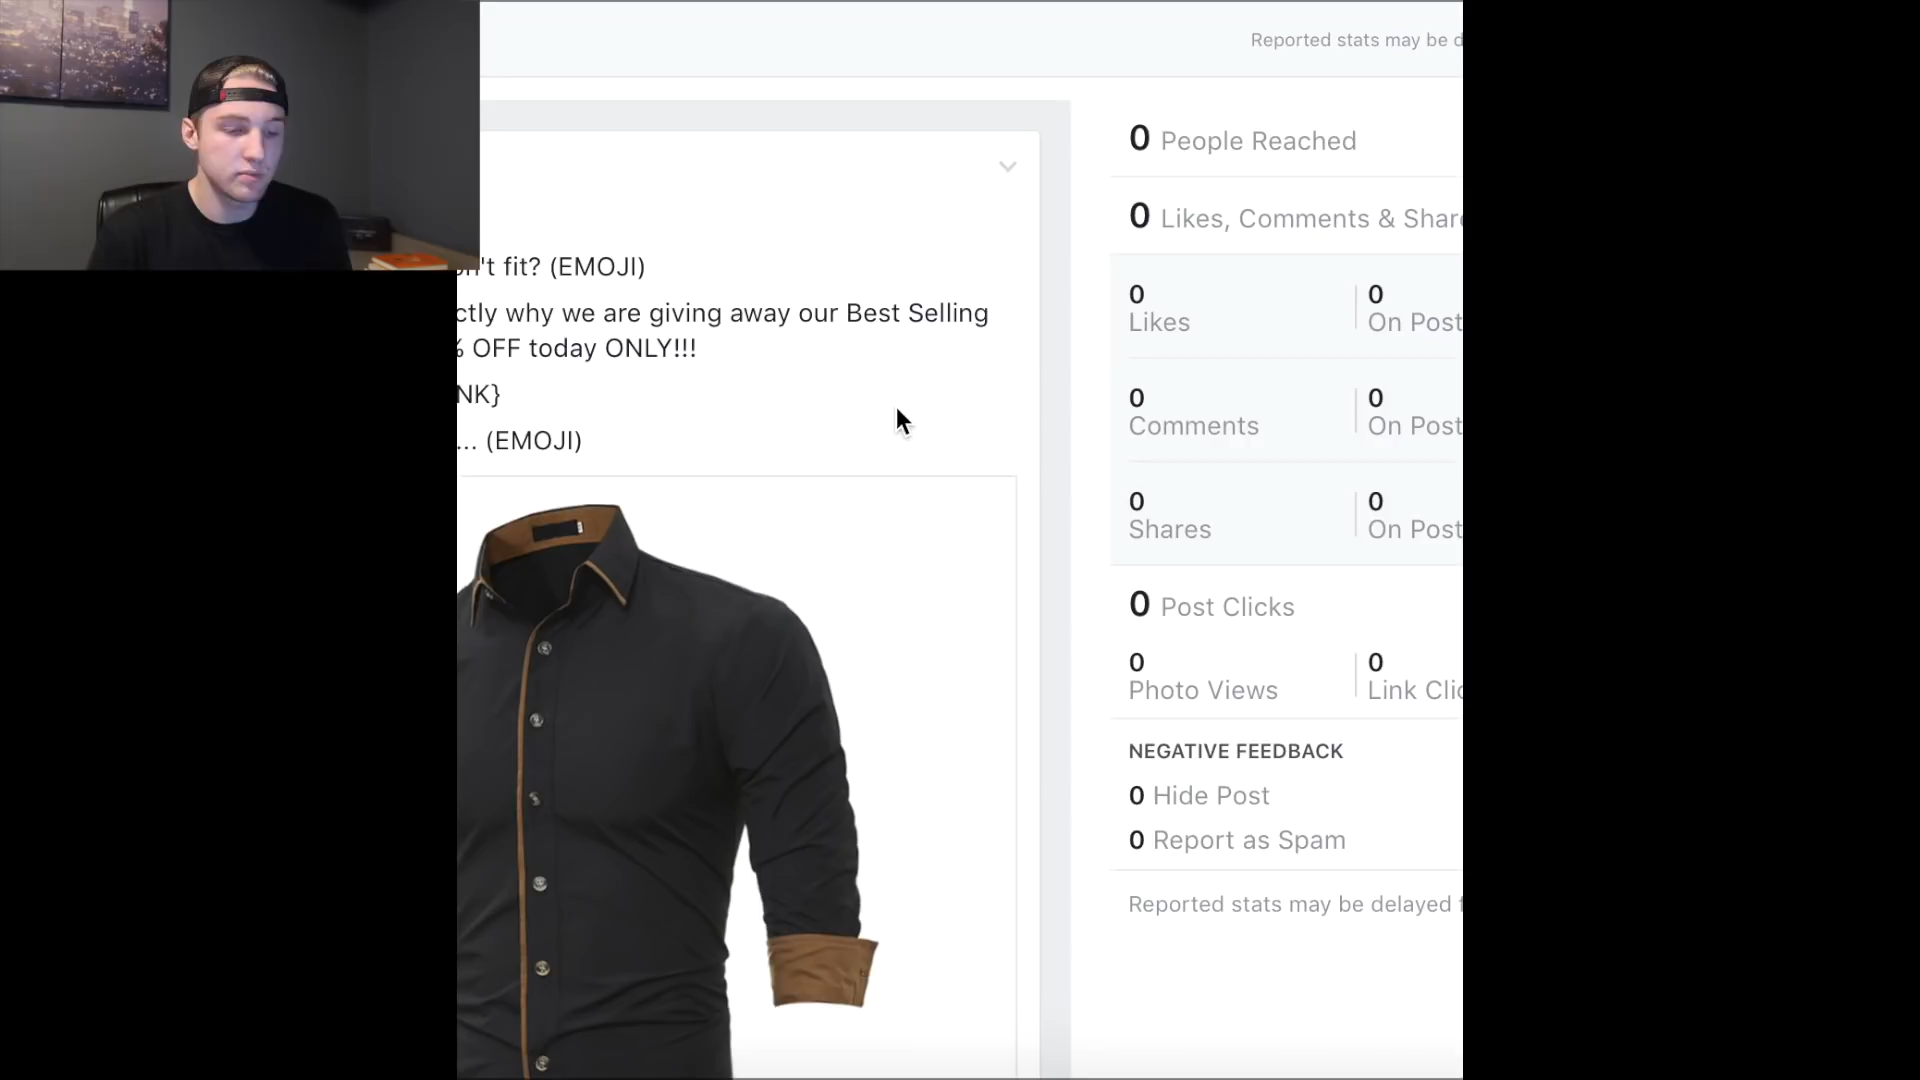 Reported stats may be
0 People Reached
0 Likes, Comments &
't fit? (EMOJI)
why we are giving away our Best Selling
% OFF today ONLY!!!
NK}
... (EMOJI)
0 0
Likes On Post
0 0
Comments On Post
0 0
Shares On Post
0 Post Clicks
0 0
Photo Views Link
NEGATIVE FEEDBACK
0 Hide Post
0 Report as Spam
Reported stats may be delayed